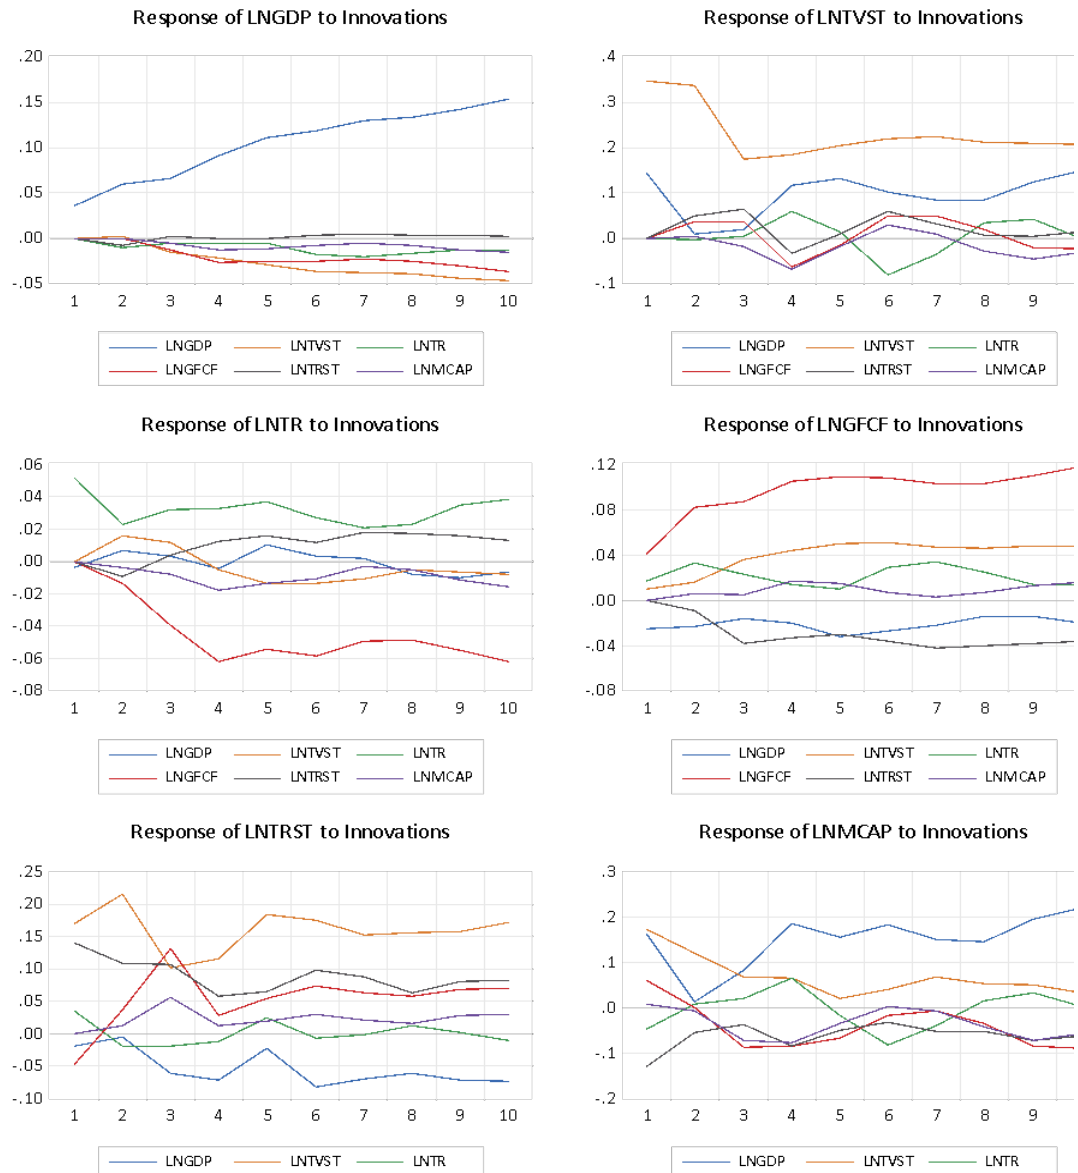 Response of LNGDP to Innovations
.20
.15
.10
.05
.00
-.05
1 2 3 4 5 6 7 8 9 10
LNGDP LNTVST LNTR
LNGFCF LNTRST LNMCAP
Response of LNTVST to Innovations
.4
.3
.2
.1
.0
-.1
1 2 3 4 5 6 7 8 9
LNGDP LNTVST LNTR
LNGFCF LNTRST LNMCAP
Response of LNTR to Innovations
.06
.04
.02
.00
-.02
-.04
-.06
-.08
1 2 3 4 5 6 7 8 9 10
LNGDP LNTVST LNTR
LNGFCF LNTRST LNMCAP
Response of LNGFCF to Innovations
.12
.08
.04
.00
-.04
-.08
1 2 3 4 5 6 7 8 9
LNGDP LNTVST LNTR
LNGFCF LNTRST LNMCAP
Response of LNTRST to Innovations
.25
.20
.15
.10
.05
.00
-.05
-.10
1 2 3 4 5 6 7 8 9 10
LNGDP LNTVST LNTR
Response of LNMCAP to Innovations
.3
.2
.1
.0
-.1
-.2
1 2 3 4 5 6 7 8 9
LNGDP LNTVST LNTR